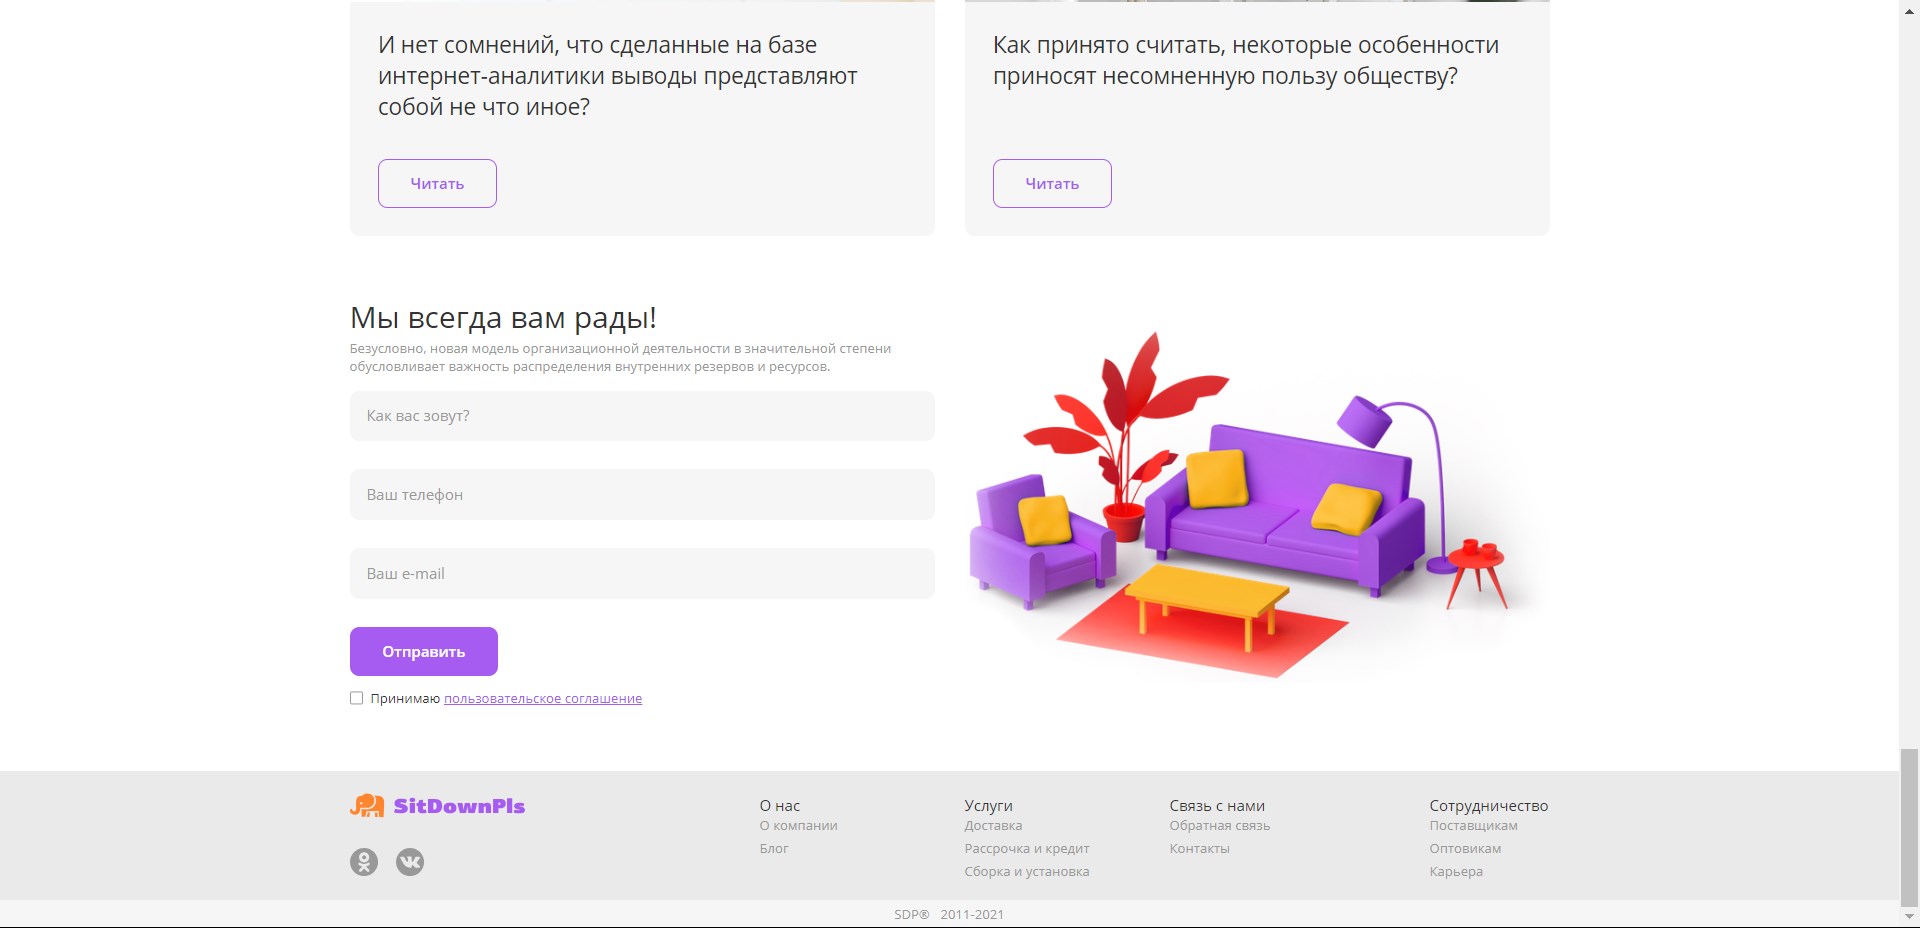 И нет сомнений, что сделанные на базе
интернет-аналитики выводы представляют
собой не что иное?
Читать
Как принято считать, некоторые особенности
приносят несомненную пользу обществу?
Читать
Мы всегда вам рады!
Безусловно, новая модель организационной деятельности в значительной степени
обусловливает важность распределения внутренних резервов и ресурсов.
Как вас зовут?
Ваш телефон
Ваш e-mail
Отправить
Принимаю пользовательское соглашение
SitDownPls
О нас
О компании
Блог
Услуги
Доставка
Рассрочка и кредит
Сборка и установка
Связь с нами
Обратная связь
Контакты
Сотрудничество
Поставщикам
Оптовикам
Карьера
SDP® 2011-2021